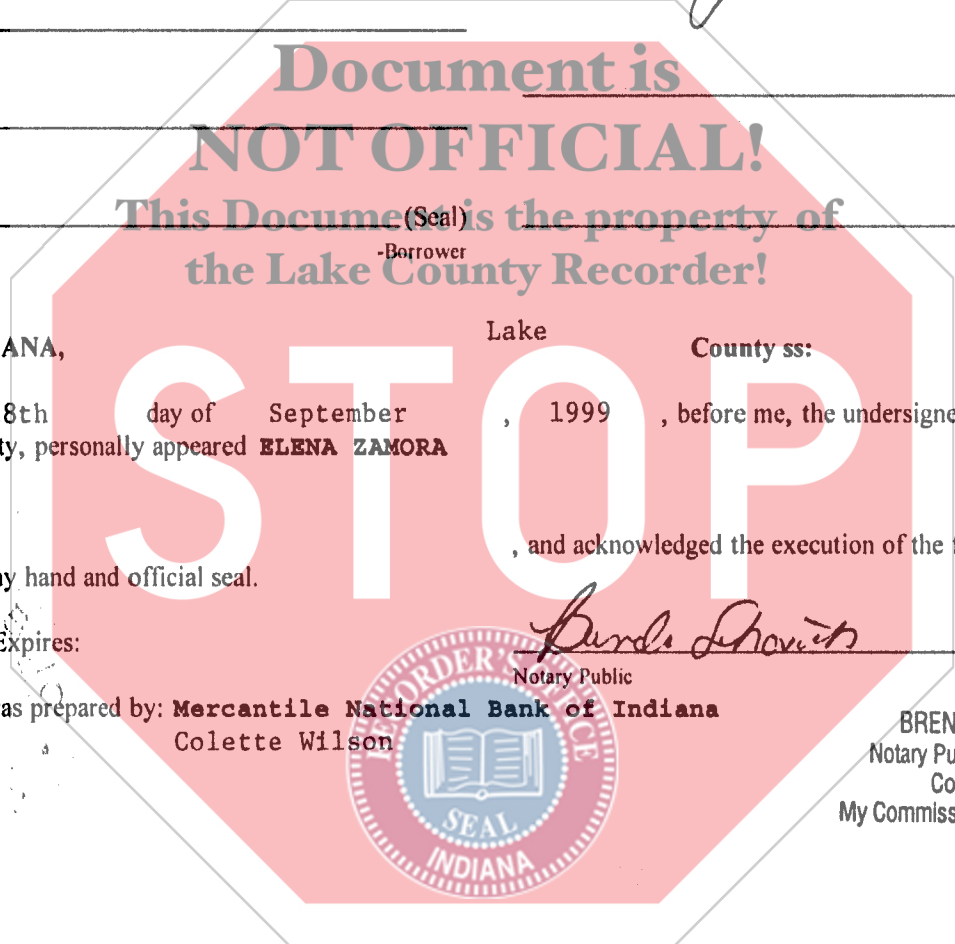 Document is
NOT OFFICIAL!
This Document is the property of
the Lake County Recorder!
(Seal)
-Borrower
STOP
ANA, Lake County ss:
8th day of September , 1999 , before me, the undersigne
ty, personally appeared ELENA ZAMORA
, and acknowledged the execution of the f
y hand and official seal.
Expires:
Notary Public
as prepared by: Mercantile National Bank of Indiana
Colette Wilson
BREN
Notary Pu
Co
My Commiss
RECORDER'S OFFICE
SEAL
INDIANA